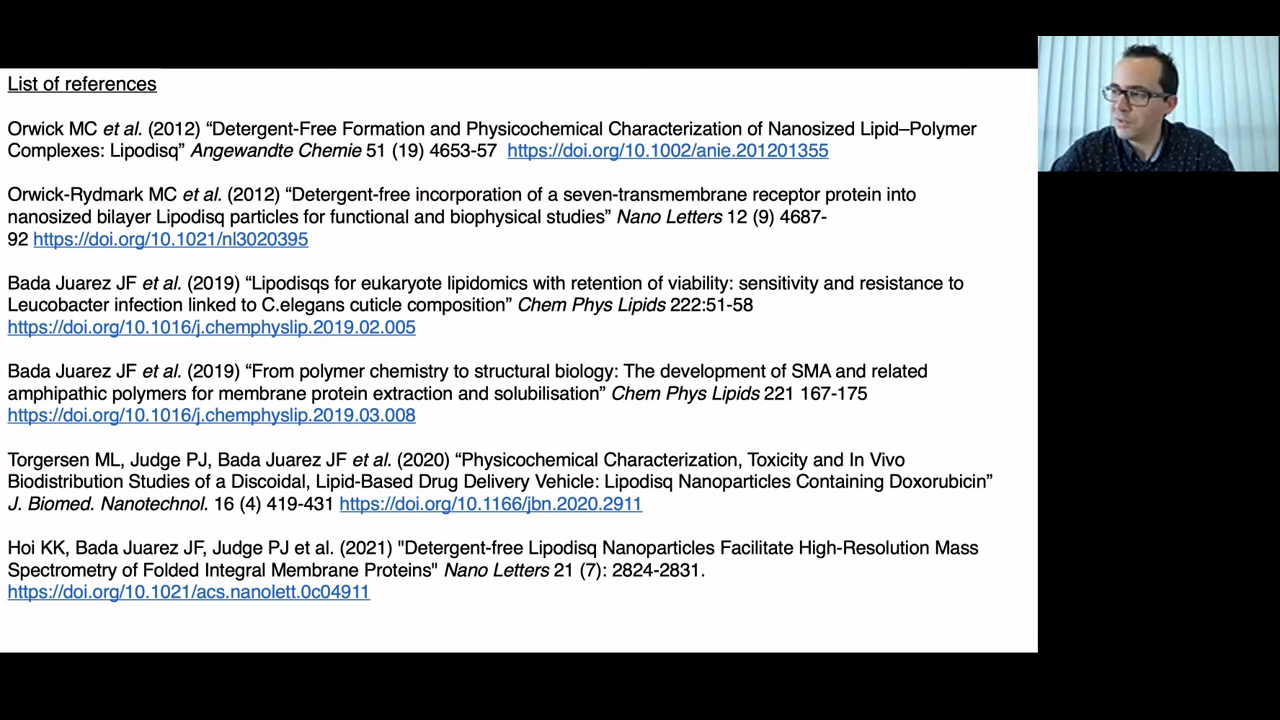 List of references
Orwick MC et al. (2012) “Detergent-Free Formation and Physicochemical Characterization of Nanosized Lipid–Polymer
Complexes: Lipodisq” Angewandte Chemie 51 (19) 4653-57 https://doi.org/10.1002/anie.201201355
Orwick-Rydmark MC et al. (2012) “Detergent-free incorporation of a seven-transmembrane receptor protein into
nanosized bilayer Lipodisq particles for functional and biophysical studies” Nano Letters 12 (9) 4687-
92 https://doi.org/10.1021/nl3020395
Bada Juarez JF et al. (2019) “Lipodisqs for eukaryote lipidomics with retention of viability: sensitivity and resistance to
Leucobacter infection linked to C.elegans cuticle composition” Chem Phys Lipids 222:51-58
https://doi.org/10.1016/j.chemphyslip.2019.02.005
Bada Juarez JF et al. (2019) “From polymer chemistry to structural biology: The development of SMA and related
amphipathic polymers for membrane protein extraction and solubilisation” Chem Phys Lipids 221 167-175
https://doi.org/10.1016/j.chemphyslip.2019.03.008
Torgersen ML, Judge PJ, Bada Juarez JF et al. (2020) “Physicochemical Characterization, Toxicity and In Vivo
Biodistribution Studies of a Discoidal, Lipid-Based Drug Delivery Vehicle: Lipodisq Nanoparticles Containing Doxorubicin”
J. Biomed. Nanotechnol. 16 (4) 419-431 https://doi.org/10.1166/jbn.2020.2911
Hoi KK, Bada Juarez JF, Judge PJ et al. (2021) "Detergent-free Lipodisq Nanoparticles Facilitate High-Resolution Mass
Spectrometry of Folded Integral Membrane Proteins" Nano Letters 21 (7): 2824-2831.
https://doi.org/10.1021/acs.nanolett.0c04911